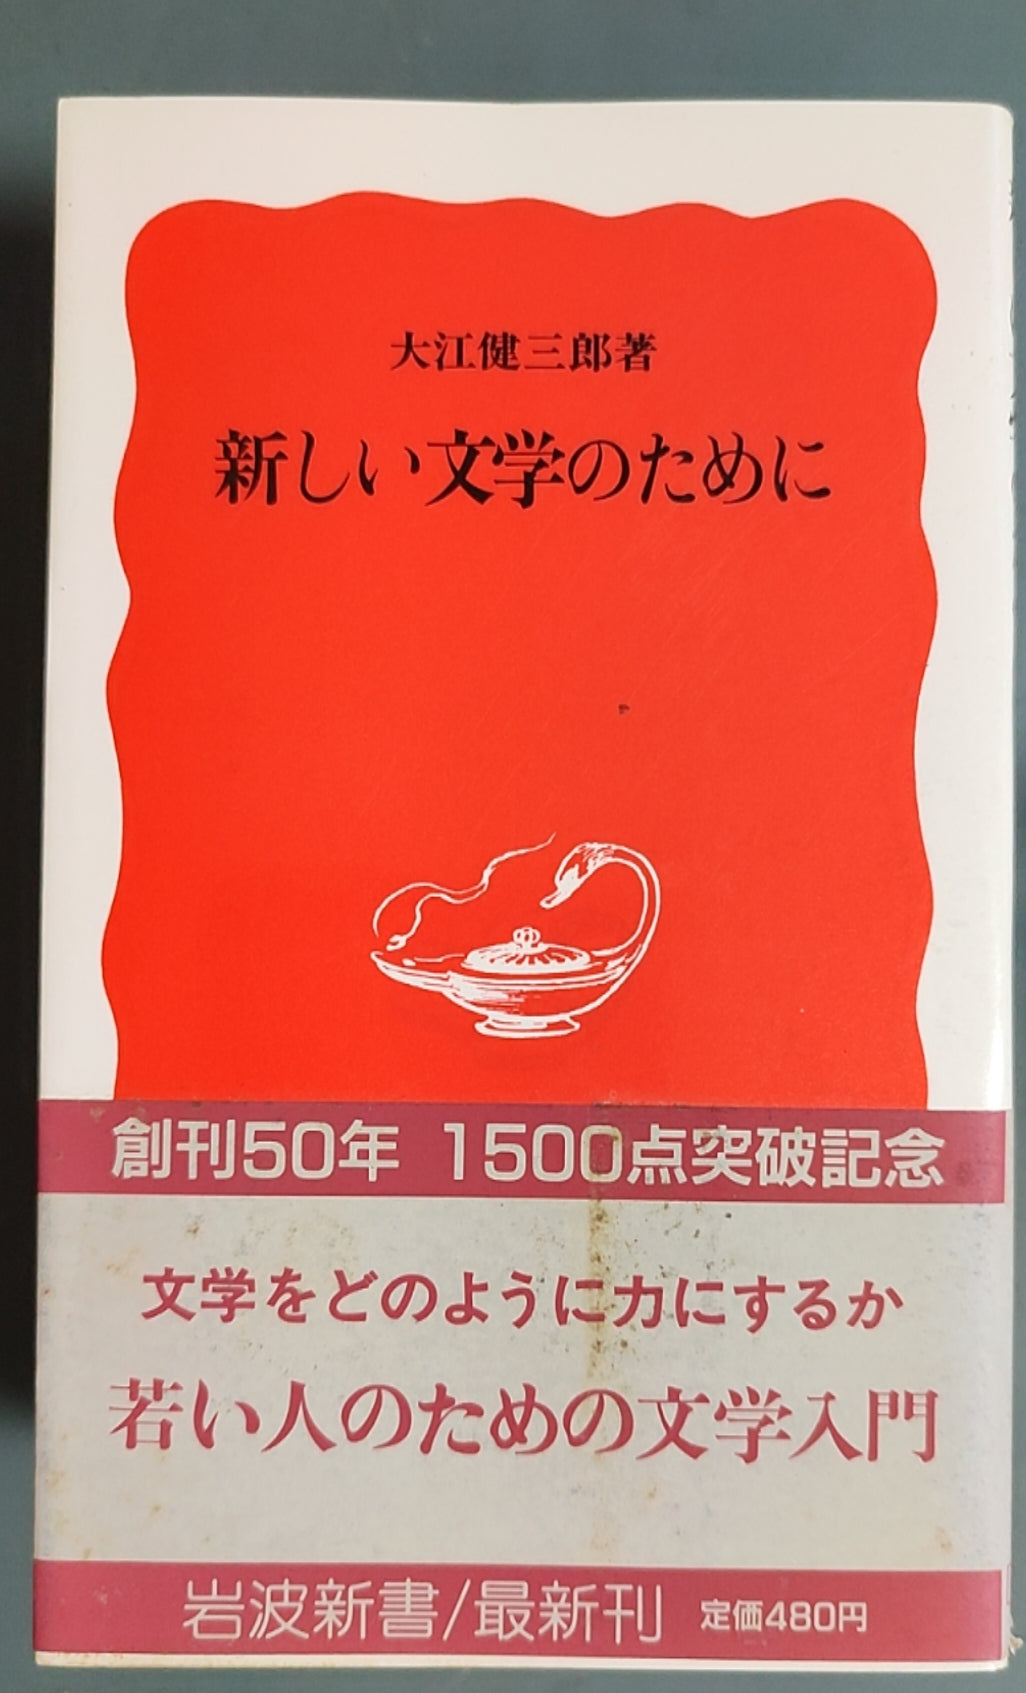 大江健三郎著
新しい文学のために
創刊50年 1500点突破記念
文学をどのように力にするか
若い人のための文学入門
岩波新書/最新刊 定価480円